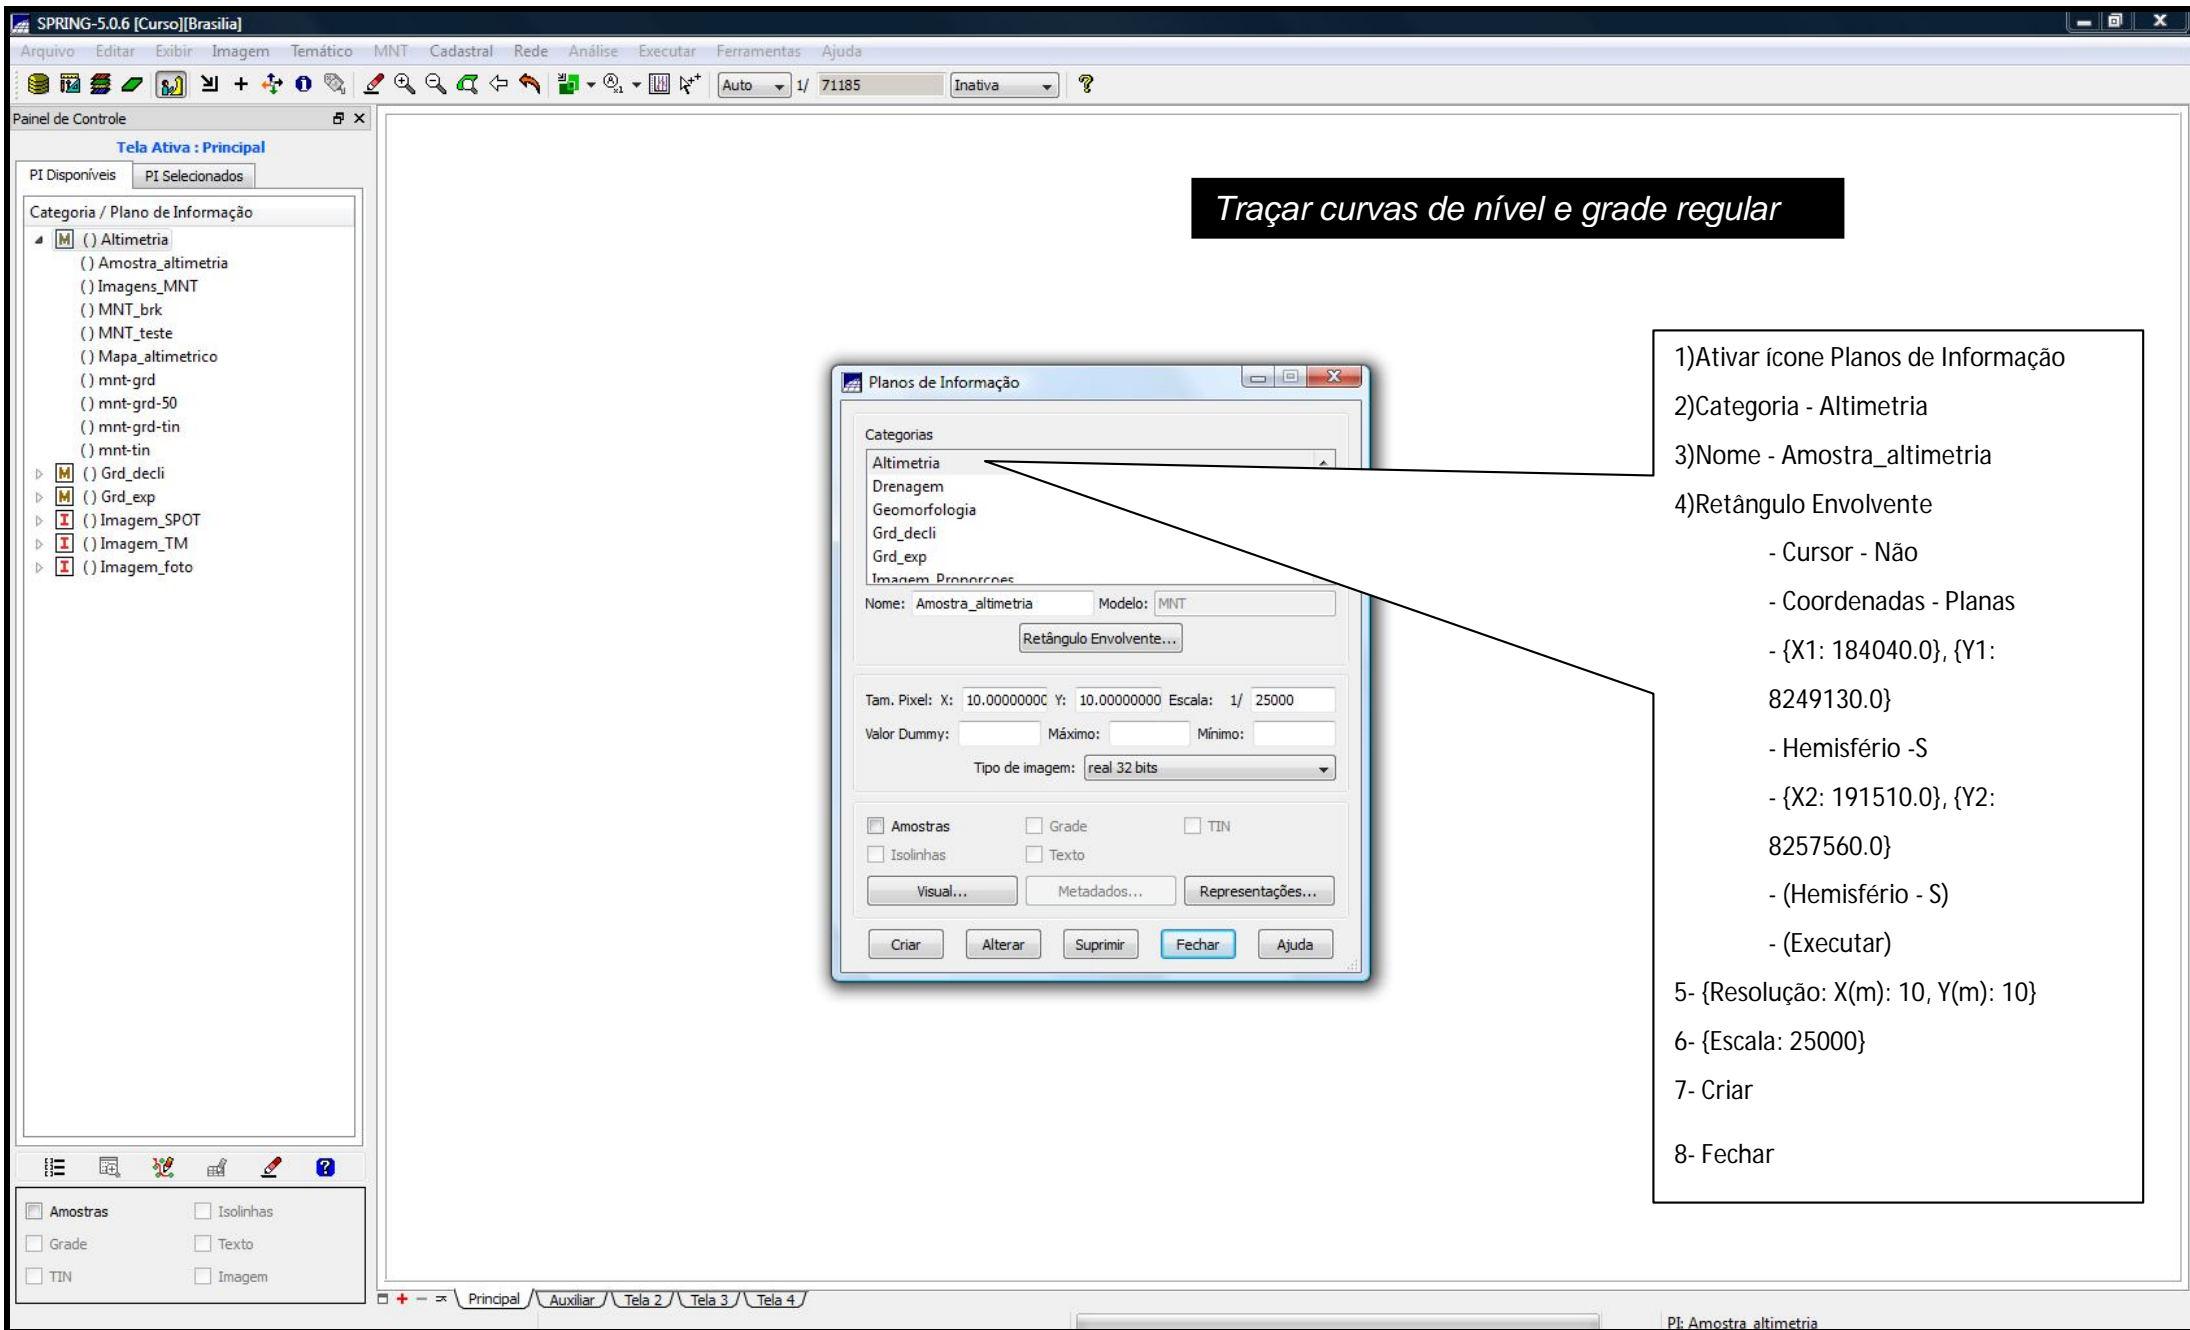 SPRING-5.0.6 [Curso][Brasilia]
Arquivo Editar Exibir Imagem Temático MNT Cadastral Rede Análise Executar Ferramentas Ajuda
Auto 1/ 71185 Inativa
Painel de Controle
Tela Ativa : Principal
PI Disponíveis PI Selecionados
Categoria / Plano de Informação
() Altimetria
() Amostra_altimetria
() Imagens_MNT
() MNT_brk
() MNT_teste
() Mapa_altimetrico
() mnt-grd
() mnt-grd-50
() mnt-grd-tin
() mnt-tin
() Grd_decli
() Grd_exp
() Imagem_SPOT
() Imagem_TM
() Imagem_foto
Amostras Isolinhas
Grade Texto
TIN Imagem
Traçar curvas de nível e grade regular
Planos de Informação
Categorias
Altimetria
Drenagem
Geomorfologia
Grd_decli
Grd_exp
Imagem_Proporcoes
Nome: Amostra_altimetria Modelo: MNT
Retângulo Envolvente...
Tam. Pixel: X: 10.00000000 Y: 10.00000000 Escala: 1/ 25000
Valor Dummy: Máximo: Mínimo:
Tipo de imagem: real 32 bits
Amostras Grade TIN
Isolinhas Texto
Visual... Metadados... Representações...
Criar Alterar Suprimir Fechar Ajuda
1)Ativar ícone Planos de Informação
2)Categoria - Altimetria
3)Nome - Amostra_altimetria
4)Retângulo Envolvente
- Cursor - Não
- Coordenadas - Planas
- {X1: 184040.0}, {Y1:
8249130.0}
- Hemisfério -S
- {X2: 191510.0}, {Y2:
8257560.0}
- (Hemisfério - S)
- (Executar)
5- {Resolução: X(m): 10, Y(m): 10}
6- {Escala: 25000}
7- Criar
8- Fechar
Principal Auxiliar Tela 2 Tela 3 Tela 4
PI: Amostra_altimetria